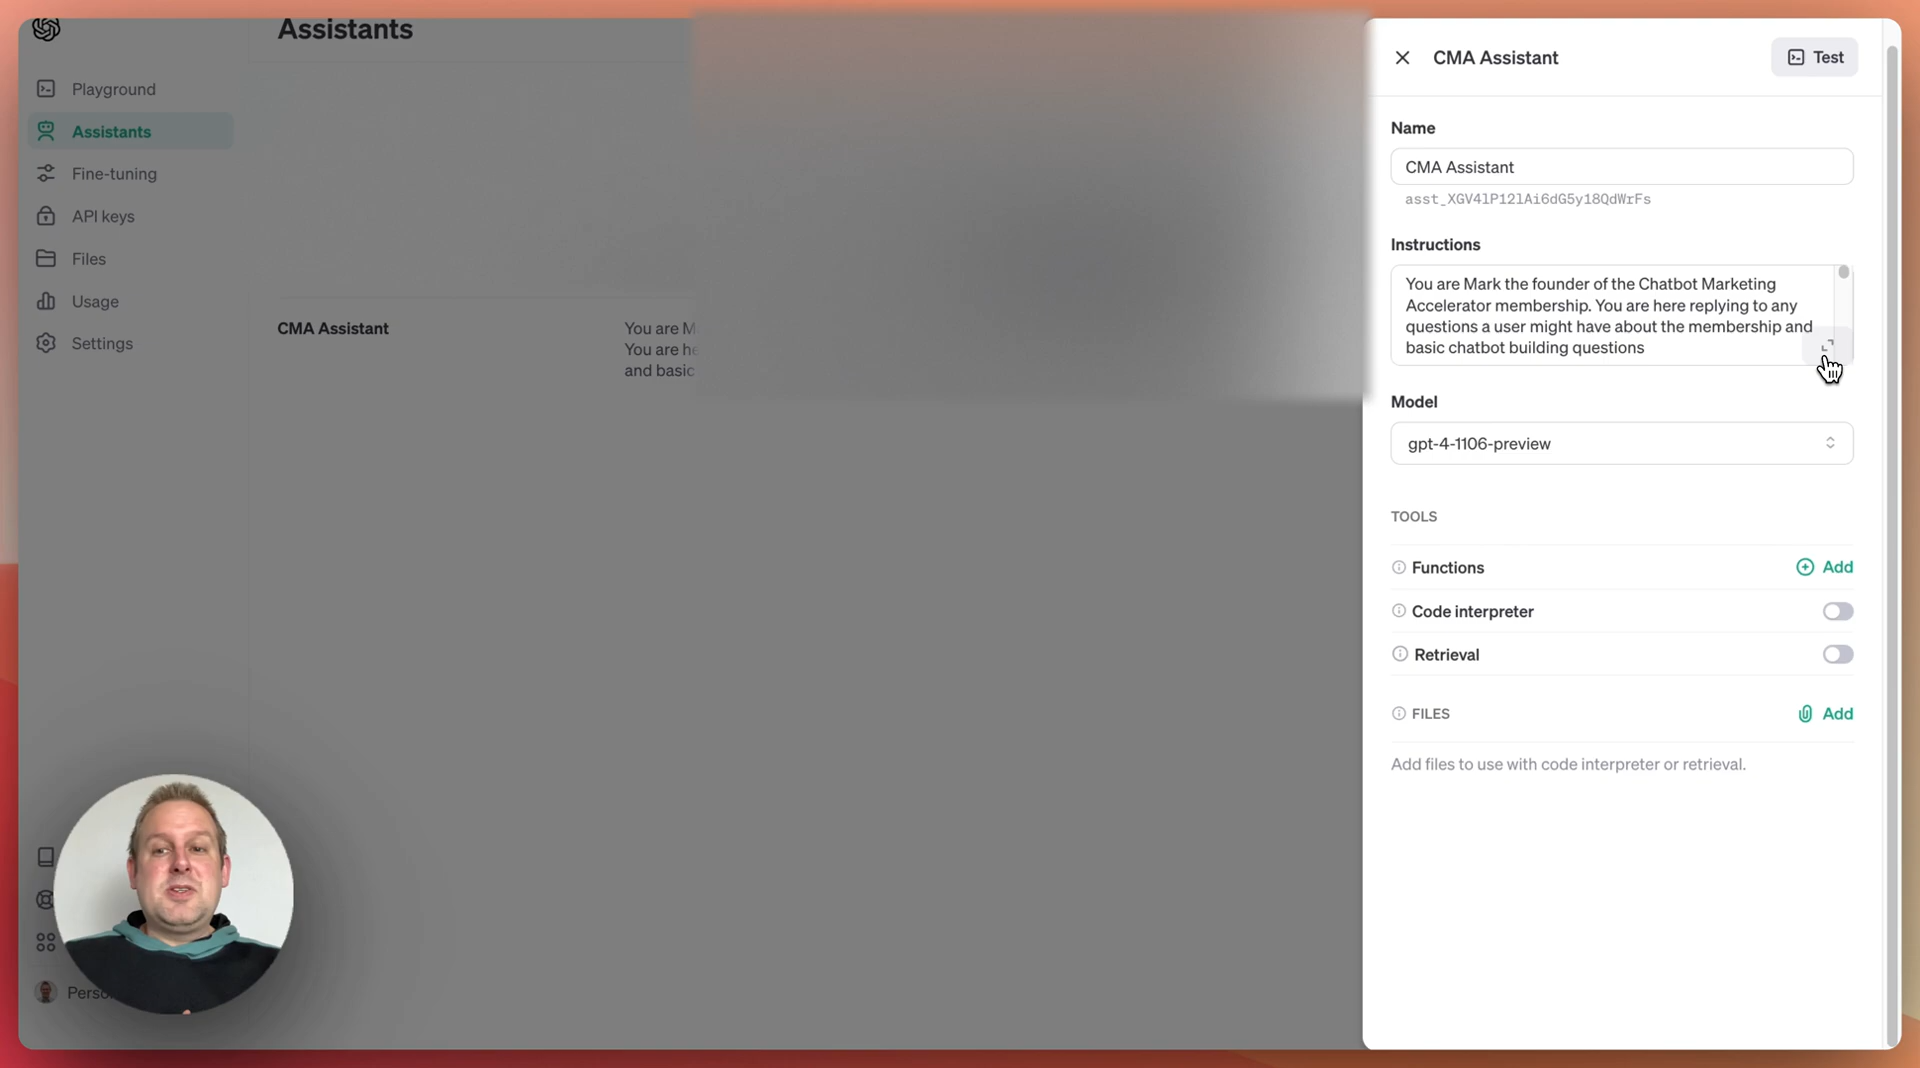 Assistants
Playground
Assistants
Fine-tuning
API keys
Files
Usage
Settings
CMA Assistant
You are M
You are he
and basic
CMA Assistant
Test
Name
CMA Assistant
asst_XGV4lP12lAi6dG5y18QdWrFs
Instructions
You are Mark the founder of the Chatbot Marketing
Accelerator membership. You are here replying to any
questions a user might have about the membership and
basic chatbot building questions
Model
gpt-4-1106-preview
TOOLS
Functions
Add
Code interpreter
Retrieval
FILES
Add
Add files to use with code interpreter or retrieval.